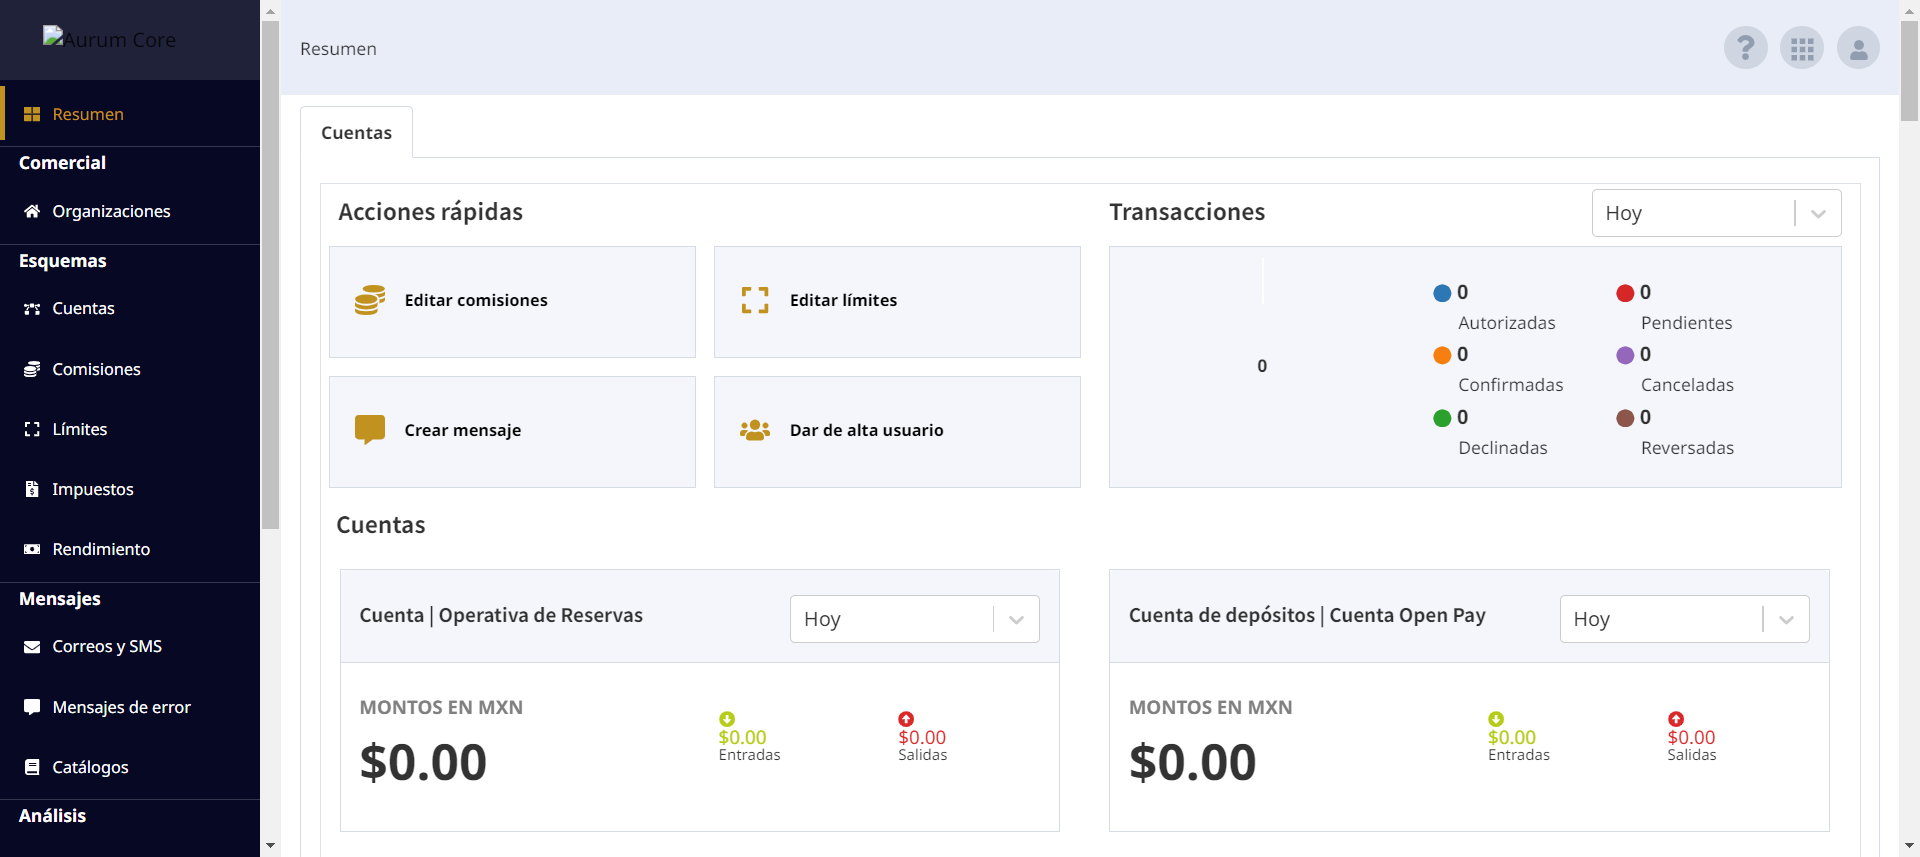 Aurum Core
Resumen
Comercial
Organizaciones
Esquemas
Cuentas
Comisiones
Límites
Impuestos
Rendimiento
Mensajes
Correos y SMS
Mensajes de error
Catálogos
Análisis
Resumen
?
Cuentas
Acciones rápidas
Editar comisiones
Editar límites
Crear mensaje
Dar de alta usuario
Transacciones
Hoy
0
0
Autorizadas
0
Pendientes
0
Confirmadas
0
Canceladas
0
Declinadas
0
Reversadas
Cuentas
Cuenta | Operativa de Reservas
Hoy
MONTOS EN MXN
$0.00
$0.00
Entradas
$0.00
Salidas
Cuenta de depósitos | Cuenta Open Pay
Hoy
MONTOS EN MXN
$0.00
$0.00
Entradas
$0.00
Salidas